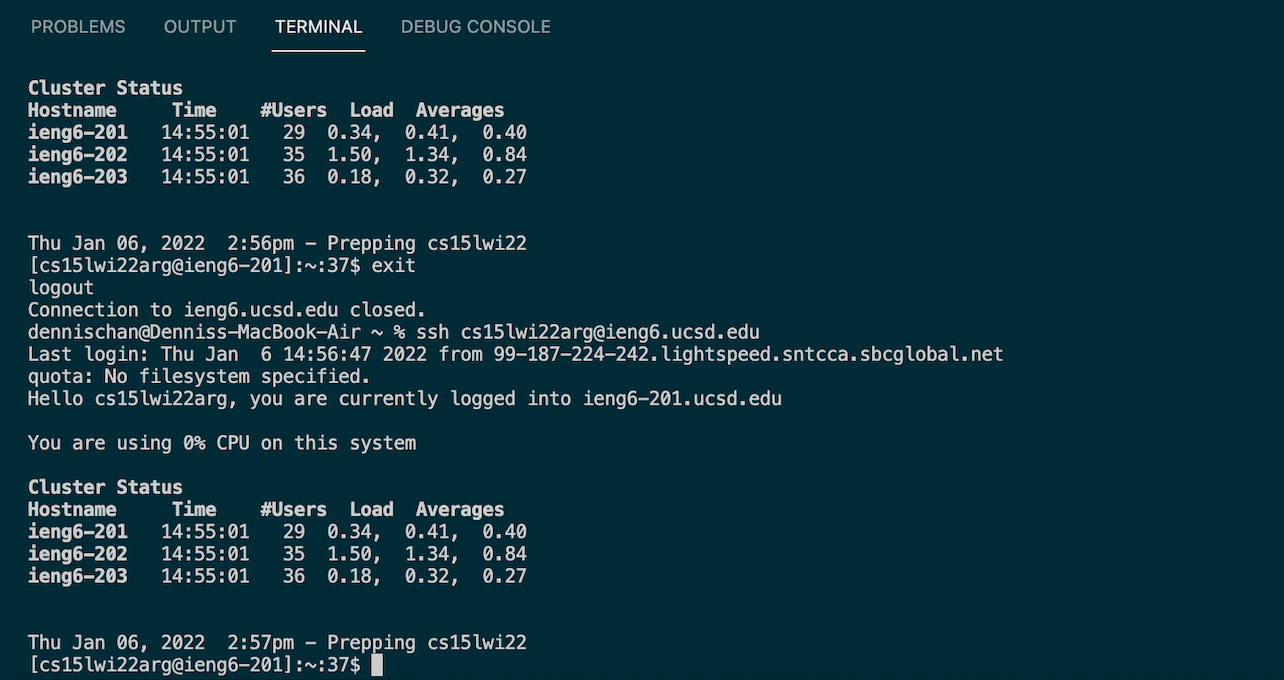 PROBLEMS OUTPUT TERMINAL DEBUG CONSOLE
Cluster Status
Hostname     Time    #Users  Load  Averages
ieng6-201   14:55:01   29  0.34,  0.41,  0.40
ieng6-202   14:55:01   35  1.50,  1.34,  0.84
ieng6-203   14:55:01   36  0.18,  0.32,  0.27
Thu Jan 06, 2022  2:56pm - Prepping cs15lwi22
[cs15lwi22arg@ieng6-201]:~:37$ exit
logout
Connection to ieng6.ucsd.edu closed.
dennischan@Denniss-MacBook-Air ~ % ssh cs15lwi22arg@ieng6.ucsd.edu
Last login: Thu Jan  6 14:56:47 2022 from 99-187-224-242.lightspeed.sntcca.sbcglobal.net
quota: No filesystem specified.
Hello cs15lwi22arg, you are currently logged into ieng6-201.ucsd.edu
You are using 0% CPU on this system
Cluster Status
Hostname     Time    #Users  Load  Averages
ieng6-201   14:55:01   29  0.34,  0.41,  0.40
ieng6-202   14:55:01   35  1.50,  1.34,  0.84
ieng6-203   14:55:01   36  0.18,  0.32,  0.27
Thu Jan 06, 2022  2:57pm - Prepping cs15lwi22
[cs15lwi22arg@ieng6-201]:~:37$